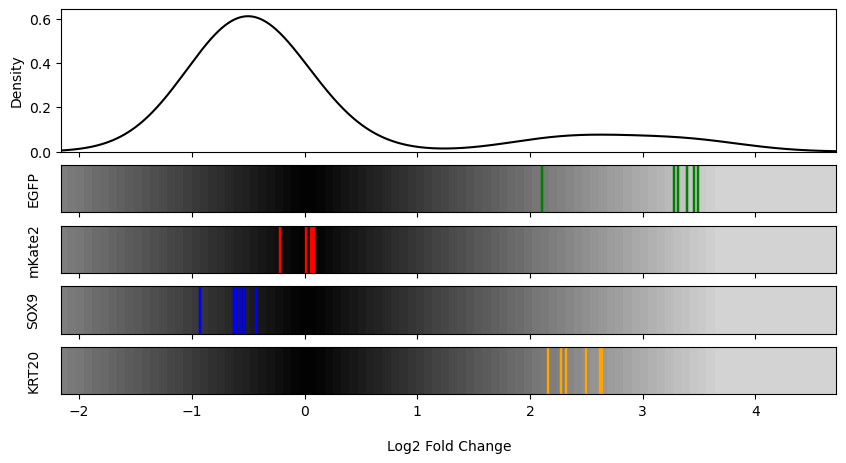 0.6
0.4
0.2
0.0
Density
EGFP
mKate2
SOX9
KRT20
−2 −1 0 1 2 3 4
Log2 Fold Change